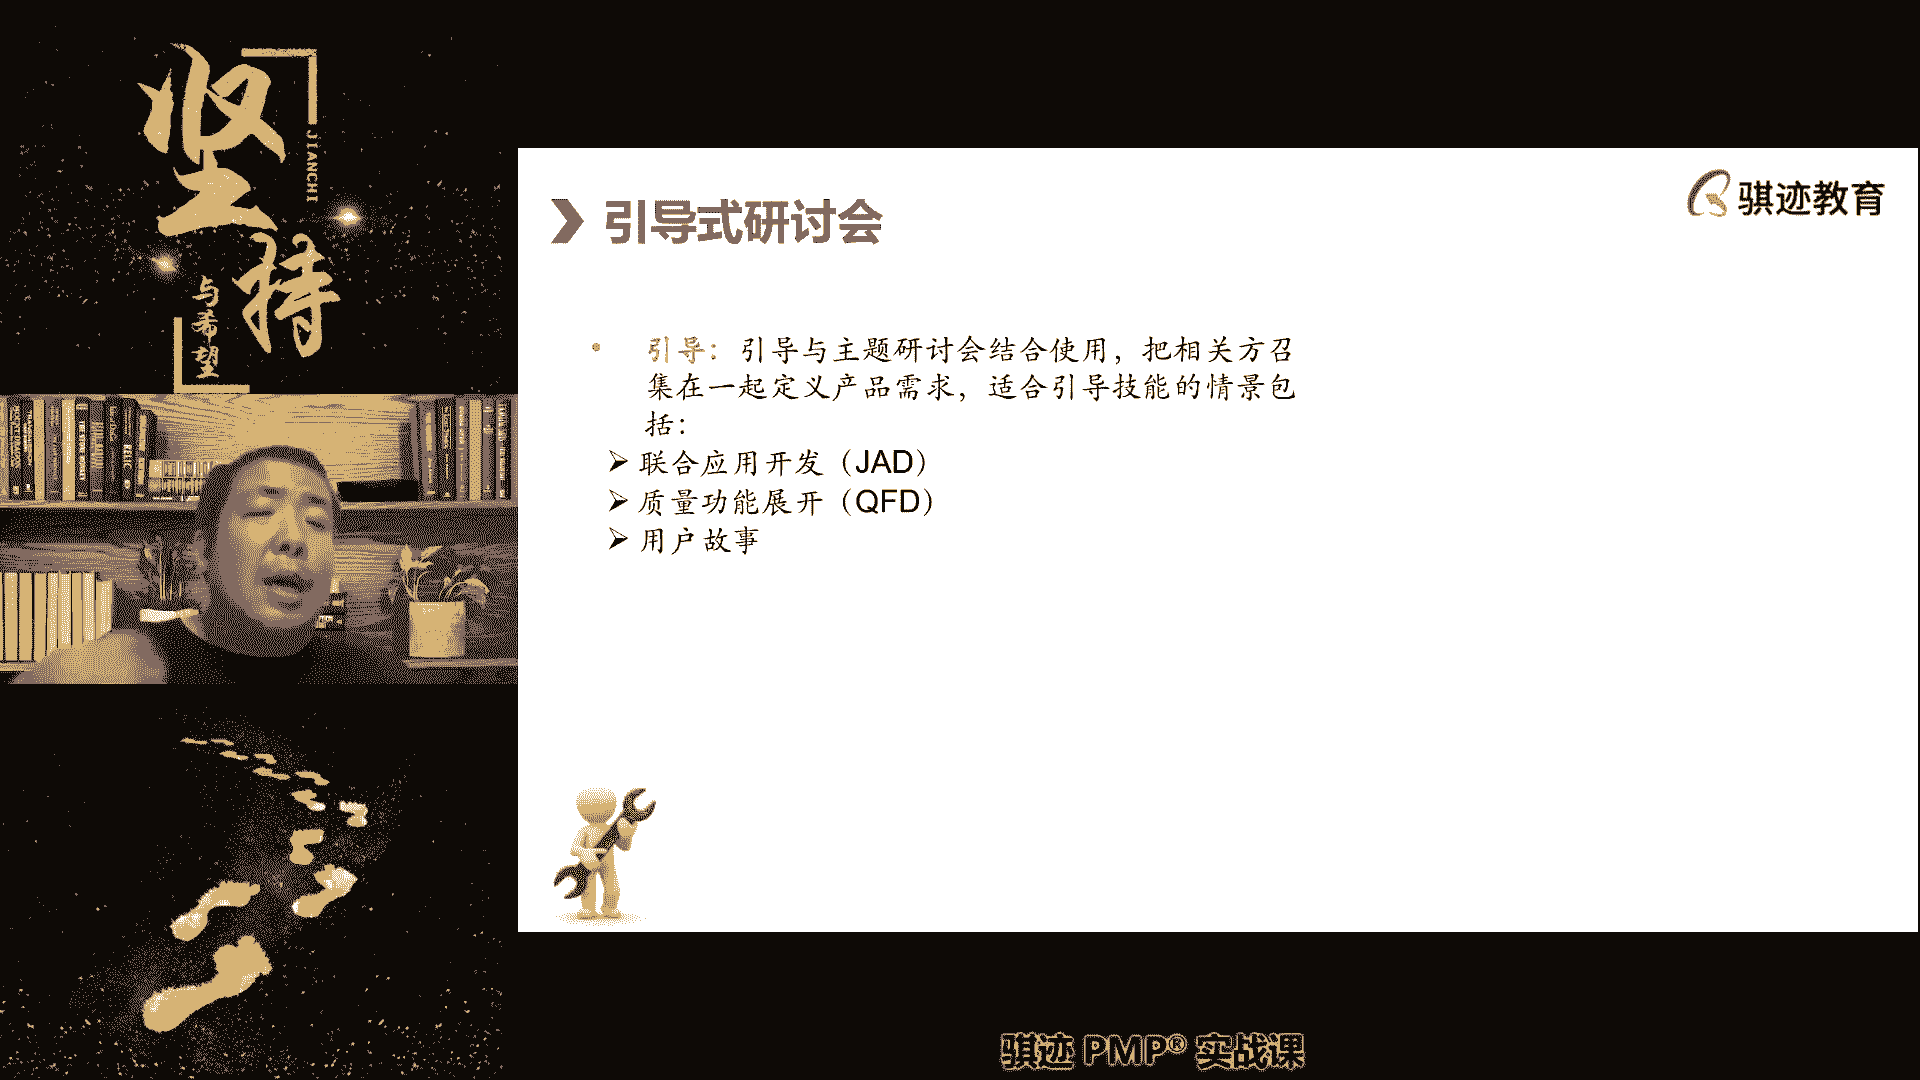 坚持
JIANCHI
与希望
骐迹教育
引导式研讨会
• 引导：引导与主题研讨会结合使用，把相关方召
集在一起定义产品需求，适合引导技能的情景包
括：
➢ 联合应用开发（JAD）
➢ 质量功能展开（QFD）
➢ 用户故事
骐迹 PMP® 实战课